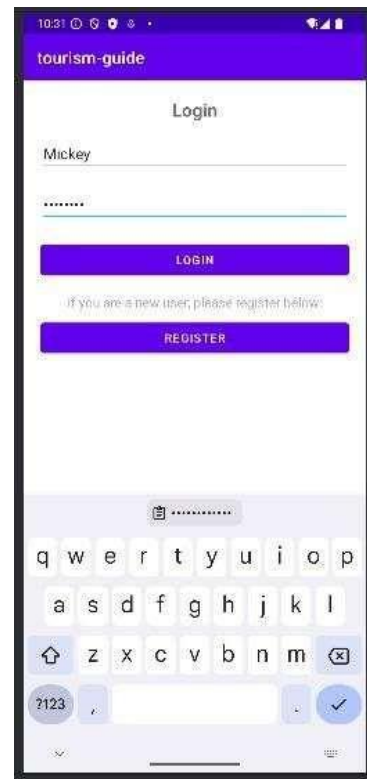 10:31
tourism-guide
Login
Mickey
••••••••
LOGIN
If you are a new user, please register below:
REGISTER
••••••••••••
q w e r t y u i o p
a s d f g h j k l
z x c v b n m
?123 , .